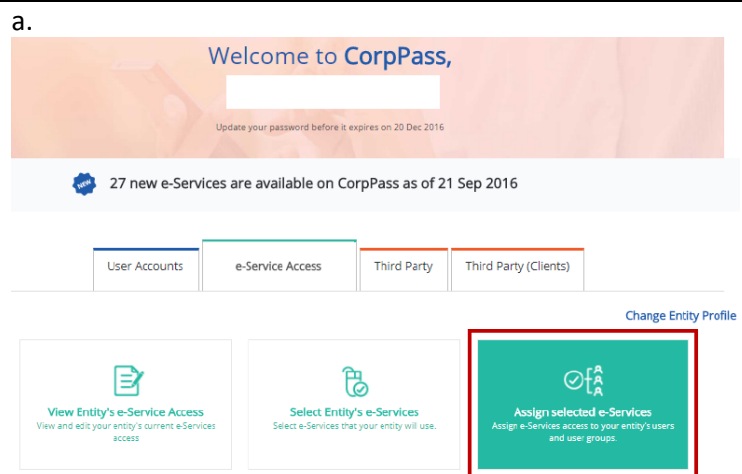 a.
Welcome to CorpPass,
Update your password before it expires on 20 Dec 2016
NEW
27 new e-Services are available on CorpPass as of 21 Sep 2016
User Accounts
e-Service Access
Third Party
Third Party (Clients)
Change Entity Profile
View Entity's e-Service Access
View and edit your entity's current e-Services
access
Select Entity's e-Services
Select e-Services that your entity will use.
Assign selected e-Services
Assign e-Services access to your entity's users
and user groups.